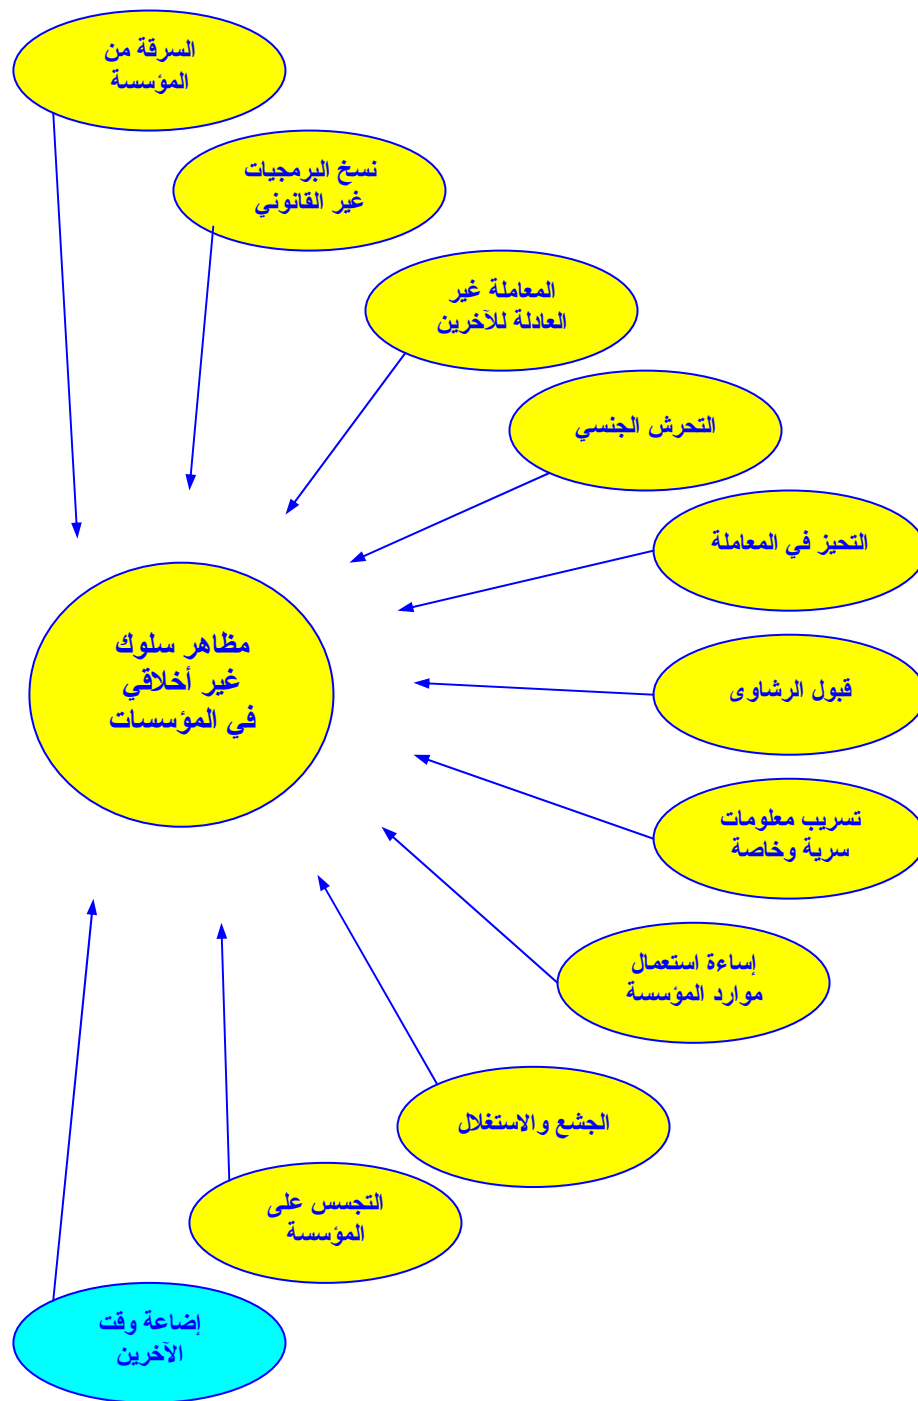 السرقة من
المؤسسة
نسخ البرمجيات
غير القانوني
المعاملة غير
العادلة للآخرين
التحرش الجنسي
التحيز في المعاملة
مظاهر سلوك
غير أخلاقي
في المؤسسات
قبول الرشاوى
تسريب معلومات
سرية وخاصة
إساءة استعمال
موارد المؤسسة
الجشع والاستغلال
التجسس على
المؤسسة
إضاعة وقت
الآخرين